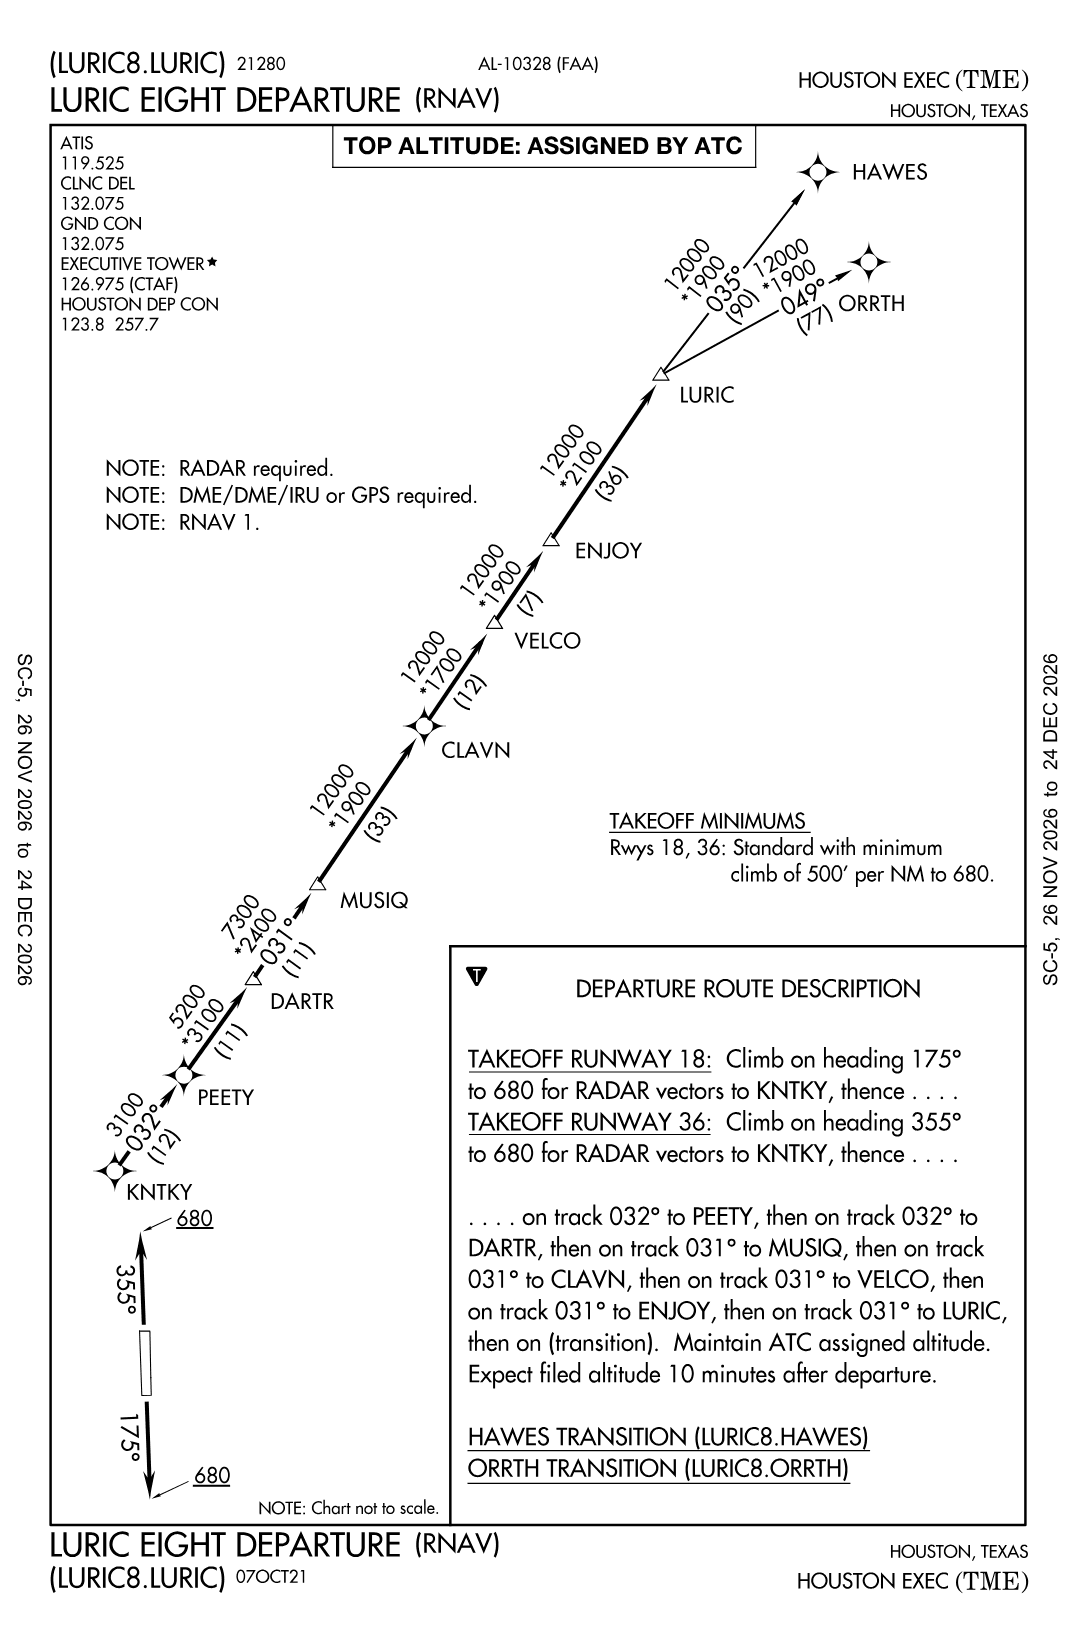 (LURIC8.LURIC) 21280
AL-10328 (FAA)
LURIC EIGHT DEPARTURE (RNAV)
HOUSTON EXEC (TME)
HOUSTON, TEXAS
TOP ALTITUDE: ASSIGNED BY ATC
ATIS
119.525
CLNC DEL
132.075
GND CON
132.075
EXECUTIVE TOWER★
126.975 (CTAF)
HOUSTON DEP CON
123.8 257.7
HAWES
12000
*1900
035°
(90)
12000
*1900
049°
(77)
ORRTH
LURIC
12000
*2100
(36)
NOTE: RADAR required.
NOTE: DME/DME/IRU or GPS required.
NOTE: RNAV 1.
ENJOY
12000
*1900
(7)
VELCO
12000
*1700
(12)
CLAVN
12000
*1900
(33)
TAKEOFF MINIMUMS
Rwys 18, 36: Standard with minimum
climb of 500' per NM to 680.
MUSIQ
7300
*2400
031°
(11)
DARTR
5200
*3100
(11)
PEETY
3100
032°
(12)
KNTKY
680
355°
175°
680
NOTE: Chart not to scale.
T
DEPARTURE ROUTE DESCRIPTION
TAKEOFF RUNWAY 18: Climb on heading 175°
to 680 for RADAR vectors to KNTKY, thence . . . .
TAKEOFF RUNWAY 36: Climb on heading 355°
to 680 for RADAR vectors to KNTKY, thence . . . .
. . . . on track 032° to PEETY, then on track 032° to
DARTR, then on track 031° to MUSIQ, then on track
031° to CLAVN, then on track 031° to VELCO, then
on track 031° to ENJOY, then on track 031° to LURIC,
then on (transition). Maintain ATC assigned altitude.
Expect filed altitude 10 minutes after departure.
HAWES TRANSITION (LURIC8.HAWES)
ORRTH TRANSITION (LURIC8.ORRTH)
SC-5, 26 NOV 2026 to 24 DEC 2026
SC-5, 26 NOV 2026 to 24 DEC 2026
LURIC EIGHT DEPARTURE (RNAV)
(LURIC8.LURIC) 07OCT21
HOUSTON, TEXAS
HOUSTON EXEC (TME)